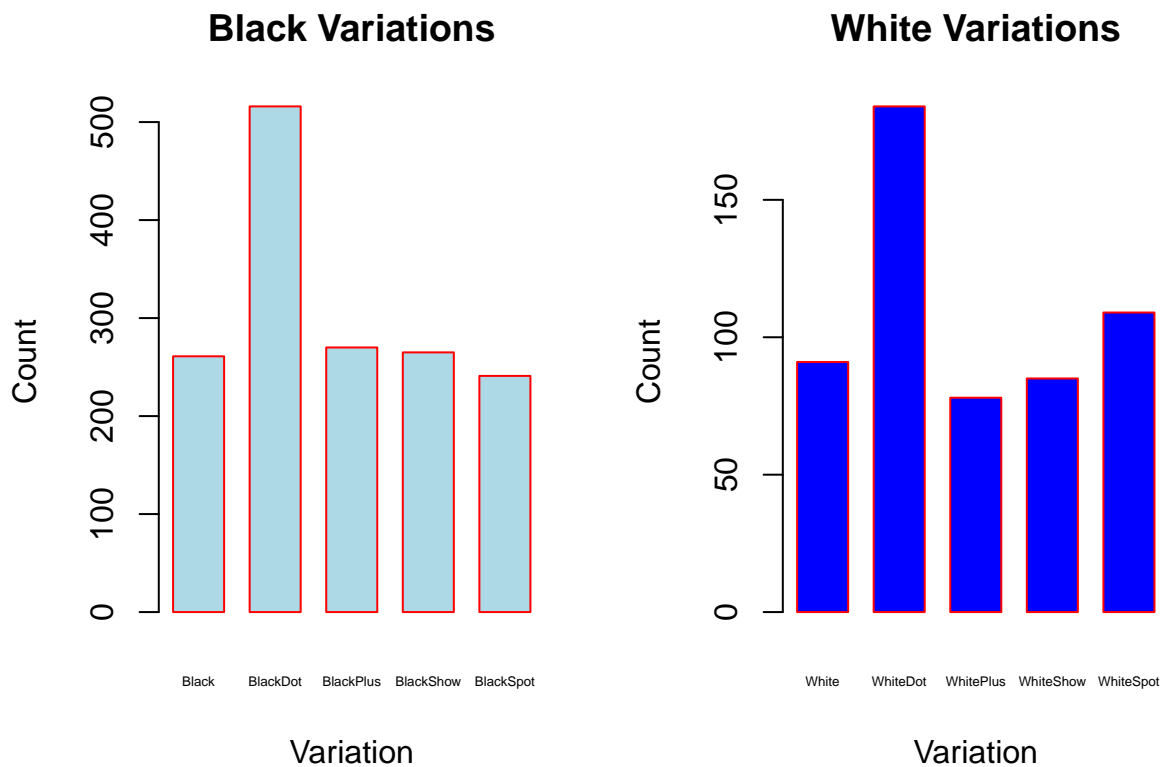 Black Variations
Count
500
400
300
200
100
0
Black BlackDot BlackPlus BlackShow BlackSpot
Variation
White Variations
Count
150
100
50
0
White WhiteDot WhitePlus WhiteShow WhiteSpot
Variation